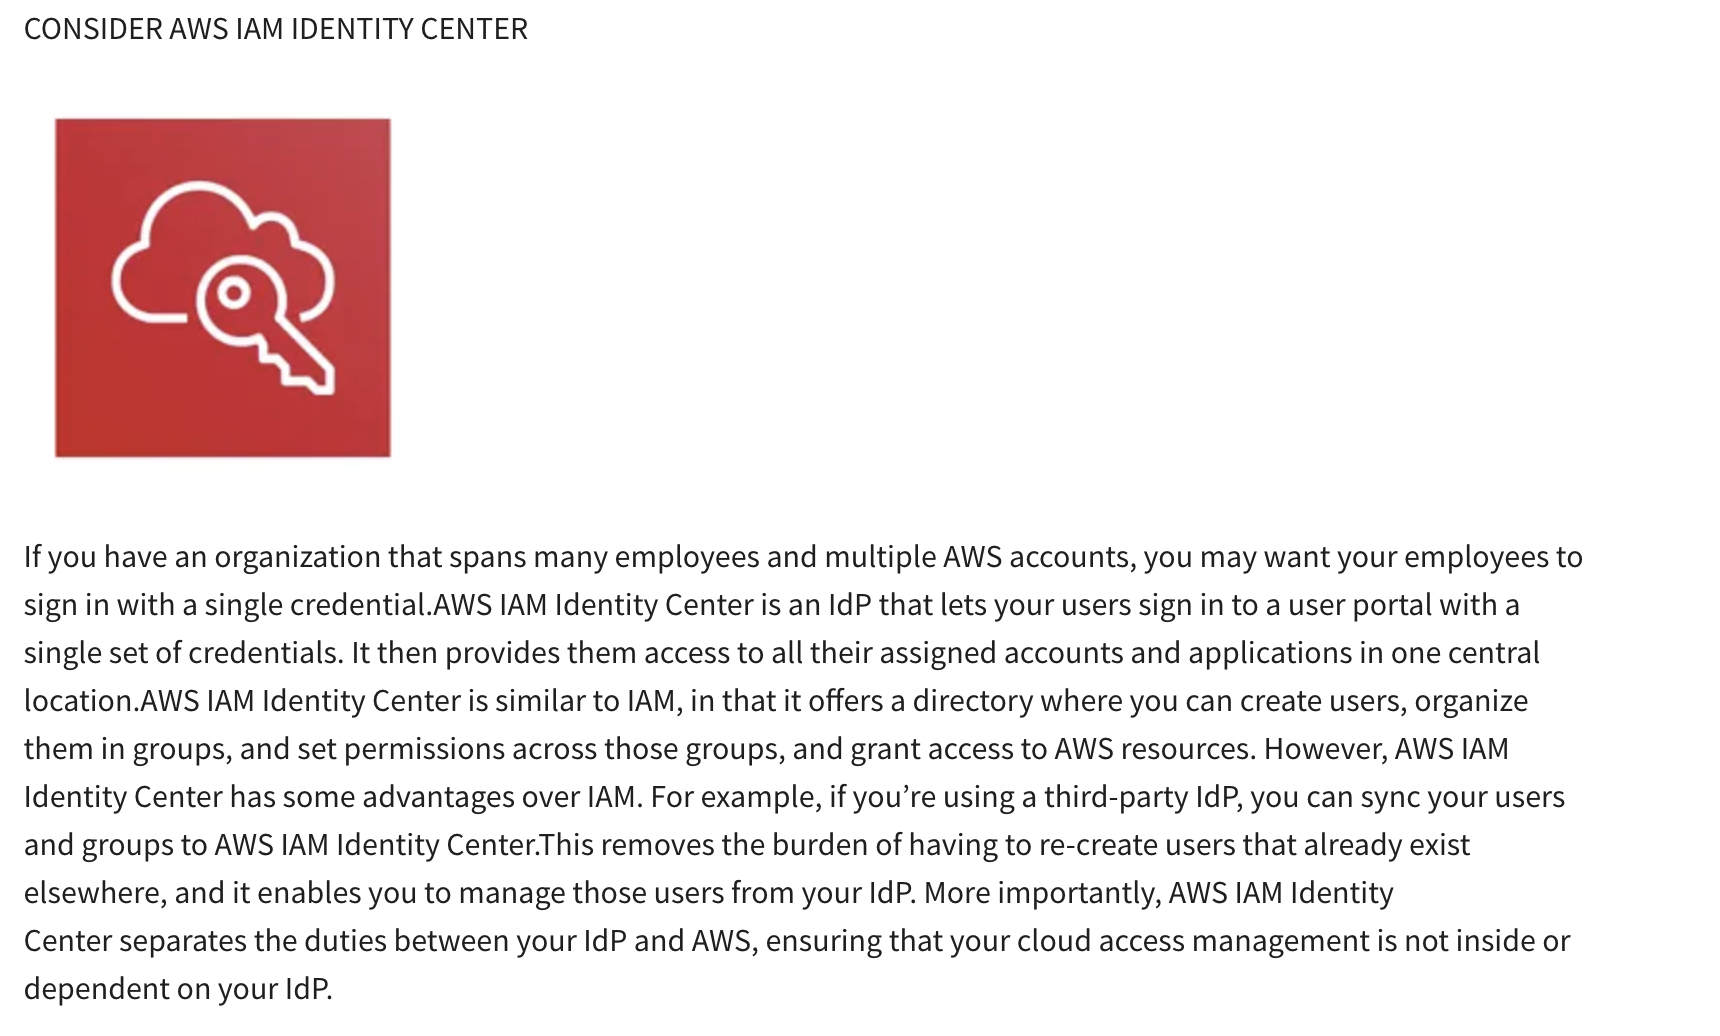 CONSIDER AWS IAM IDENTITY CENTER
If you have an organization that spans many employees and multiple AWS accounts, you may want your employees to
sign in with a single credential.AWS IAM Identity Center is an IdP that lets your users sign in to a user portal with a
single set of credentials. It then provides them access to all their assigned accounts and applications in one central
location.AWS IAM Identity Center is similar to IAM, in that it offers a directory where you can create users, organize
them in groups, and set permissions across those groups, and grant access to AWS resources. However, AWS IAM
Identity Center has some advantages over IAM. For example, if you’re using a third-party IdP, you can sync your users
and groups to AWS IAM Identity Center.This removes the burden of having to re-create users that already exist
elsewhere, and it enables you to manage those users from your IdP. More importantly, AWS IAM Identity
Center separates the duties between your IdP and AWS, ensuring that your cloud access management is not inside or
dependent on your IdP.